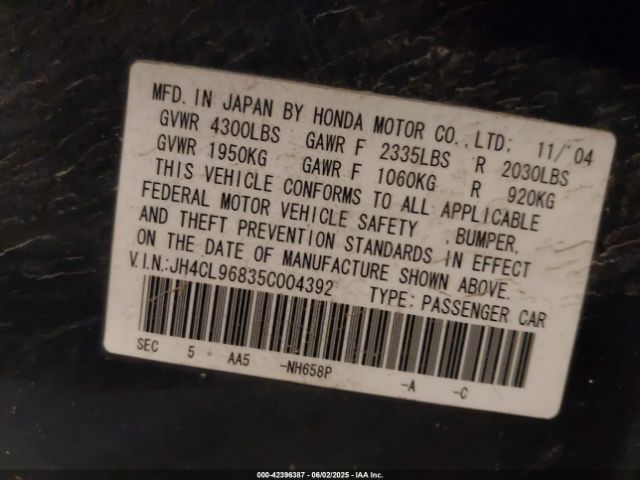 MFD. IN JAPAN BY HONDA MOTOR CO., LTD; 11/'04
GVWR 4300LBS GAWR F 2335LBS R 2030LBS
GVWR 1950KG GAWR F 1060KG R 920KG
THIS VEHICLE CONFORMS TO ALL APPLICABLE
FEDERAL MOTOR VEHICLE SAFETY , BUMPER,
AND THEFT PREVENTION STANDARDS IN EFFECT
ON THE DATE OF MANUFACTURE SHOWN ABOVE.
V.I.N.:JH4CL96835C004392 TYPE: PASSENGER CAR
SEC 5 AA5 -NH658P -A -C
000-42396387 - 06/02/2025 - IAA Inc.